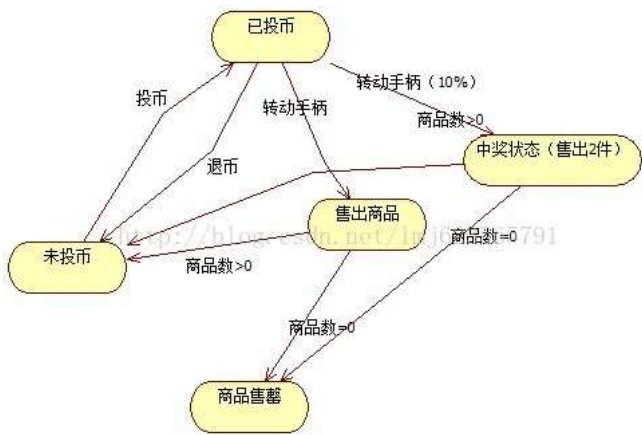 已投币
投币
转动手柄（10%）
转动手柄
商品数>0
中奖状态（售出2件）
退币
售出商品
商品数=0
未投币
商品数>0
商品数=0
商品售罄